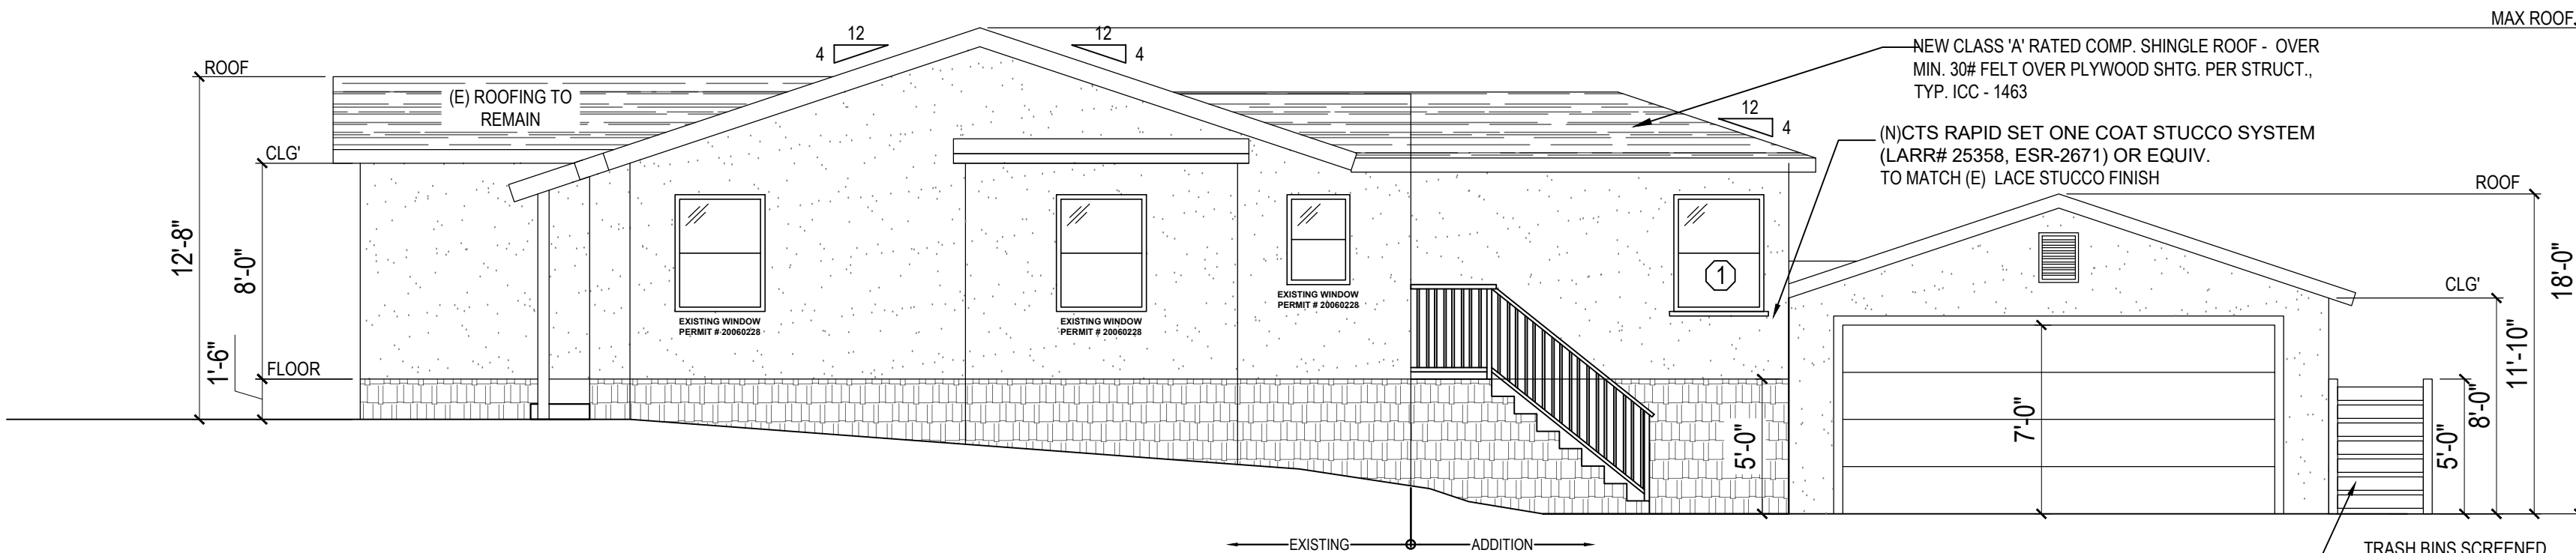 MAX ROOF
12
4
12
4
ROOF
(E) ROOFING TO
REMAIN
NEW CLASS 'A' RATED COMP. SHINGLE ROOF - OVER
MIN. 30# FELT OVER PLYWOOD SHTG. PER STRUCT.,
TYP. ICC - 1463
12
4
(N)CTS RAPID SET ONE COAT STUCCO SYSTEM
(LARR# 25358, ESR-2671) OR EQUIV.
TO MATCH (E) LACE STUCCO FINISH
CLG'
ROOF
12'-8"
8'-0"
1'-6"
FLOOR
EXISTING WINDOW
PERMIT # 20060228
EXISTING WINDOW
PERMIT # 20060228
EXISTING WINDOW
PERMIT # 20060228
1
CLG'
7'-0"
5'-0"
5'-0"
8'-0"
11'-10"
18'-0"
EXISTING
ADDITION
TRASH BINS SCREENED